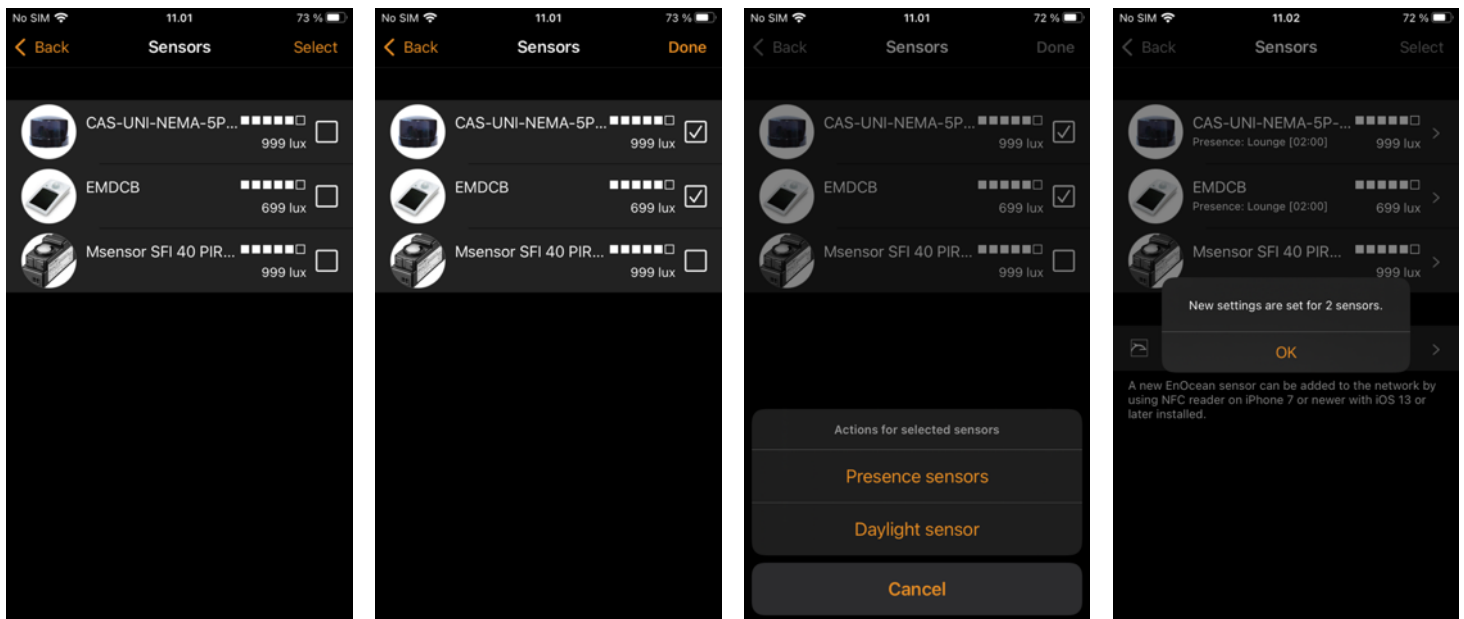 No SIM 11.01 73 %
Back Sensors Select
CAS-UNI-NEMA-5P...
999 lux
EMDCB
699 lux
Msensor SFI 40 PIR...
999 lux
No SIM 11.01 73 %
Back Sensors Done
CAS-UNI-NEMA-5P...
999 lux
EMDCB
699 lux
Msensor SFI 40 PIR...
999 lux
No SIM 11.01 72 %
Back Sensors Done
CAS-UNI-NEMA-5P...
999 lux
EMDCB
699 lux
Msensor SFI 40 PIR...
999 lux
Actions for selected sensors
Presence sensors
Daylight sensor
Cancel
No SIM 11.02 72 %
Back Sensors Select
CAS-UNI-NEMA-5P-...
Presence: Lounge [02:00] 999 lux
EMDCB
Presence: Lounge [02:00] 699 lux
Msensor SFI 40 PIR...
999 lux
New settings are set for 2 sensors.
OK
A new EnOcean sensor can be added to the network by
using NFC reader on iPhone 7 or newer with iOS 13 or
later installed.